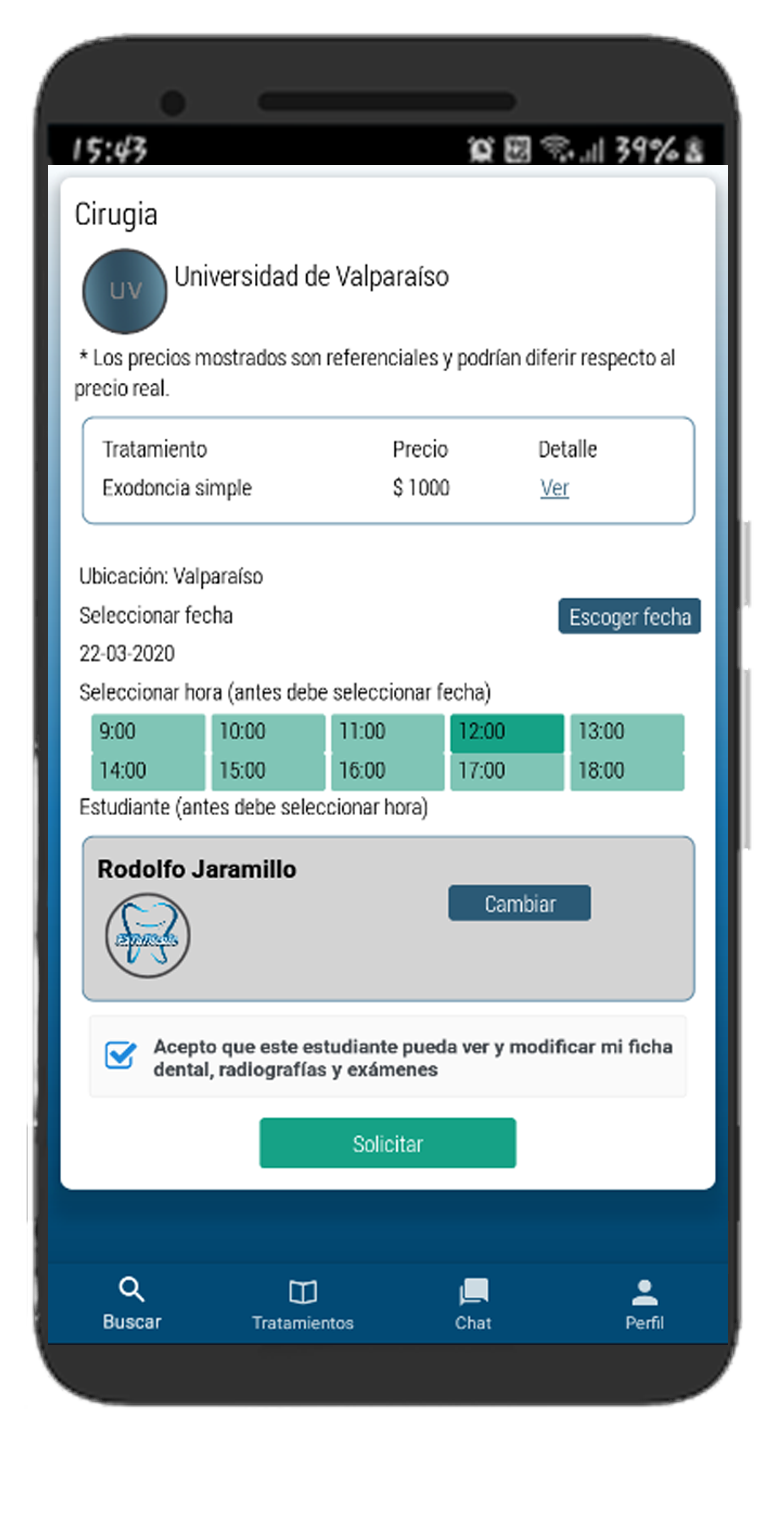 15:43 39%
Cirugia
UV
Universidad de Valparaíso
* Los precios mostrados son referenciales y podrían diferir respecto al
precio real.
Tratamiento Precio Detalle
Exodoncia simple $ 1000 Ver
Ubicación: Valparaíso
Seleccionar fecha Escoger fecha
22-03-2020
Seleccionar hora (antes debe seleccionar fecha)
9:00 10:00 11:00 12:00 13:00
14:00 15:00 16:00 17:00 18:00
Estudiante (antes debe seleccionar hora)
Rodolfo Jaramillo
Cambiar
Acepto que este estudiante pueda ver y modificar mi ficha
dental, radiografías y exámenes
Solicitar
Buscar Tratamientos Chat Perfil